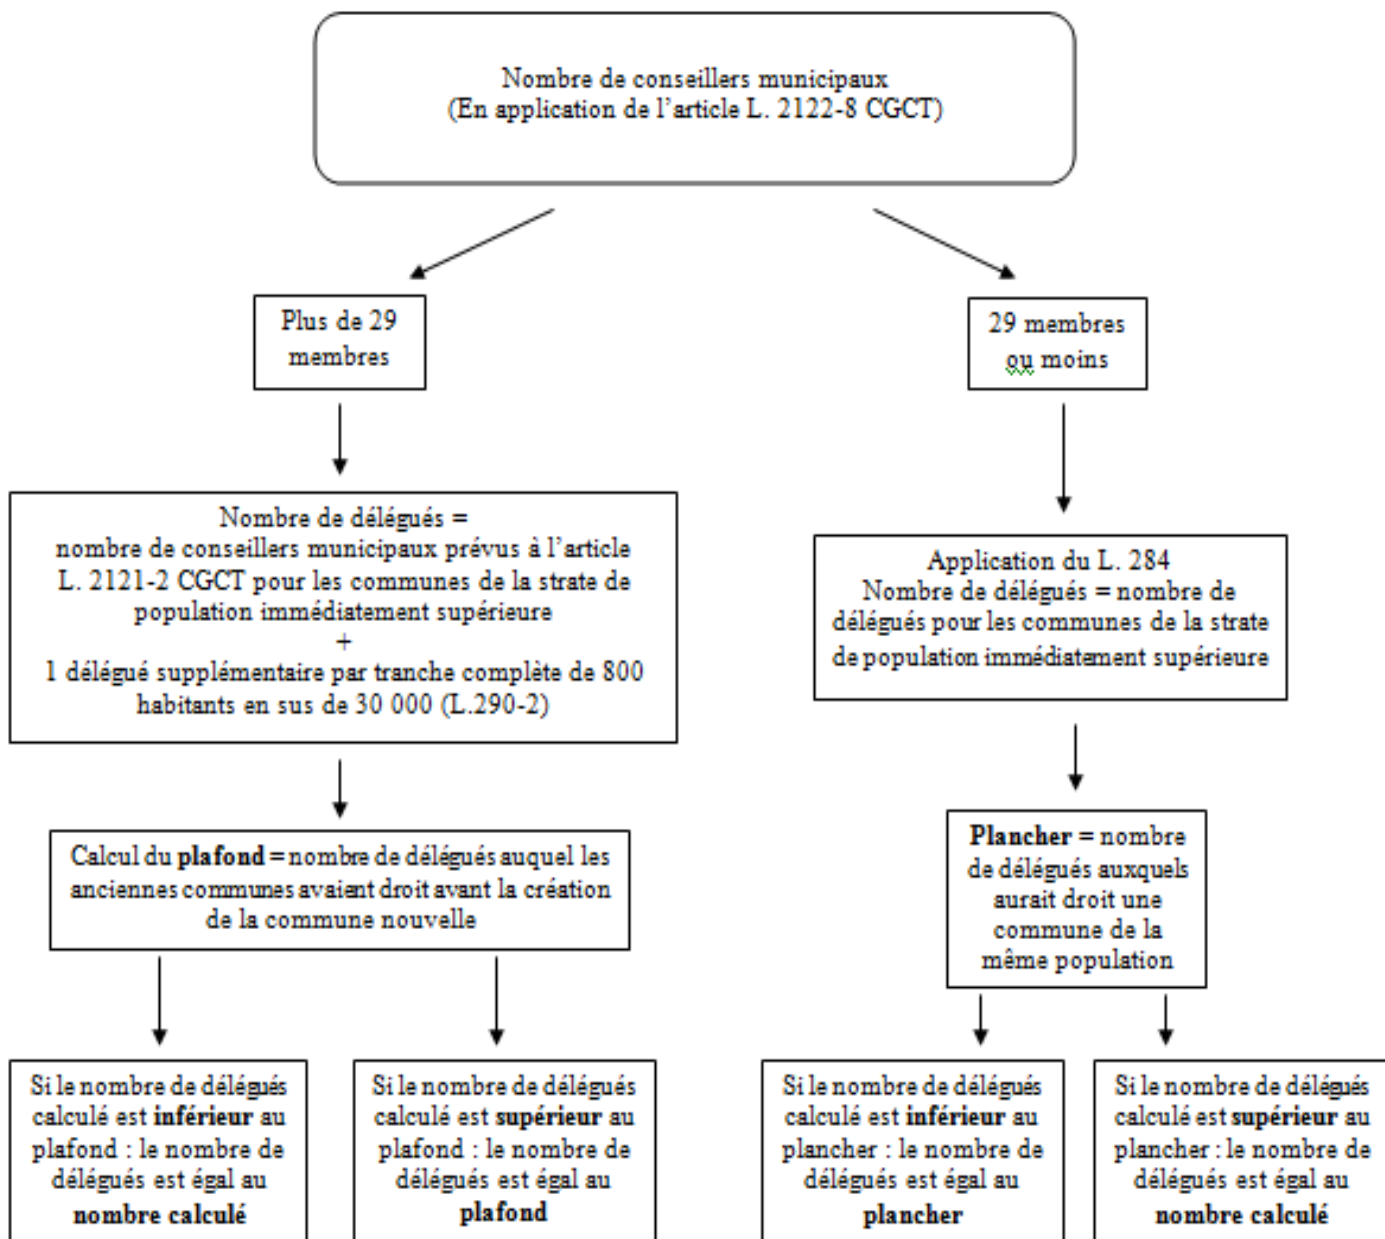 Nombre de conseillers municipaux
(En application de l’article L. 2122-8 CGCT)
Plus de 29
membres
29 membres
ou moins
Nombre de délégués =
nombre de conseillers municipaux prévus à l’article
L. 2121-2 CGCT pour les communes de la strate de
population immédiatement supérieure
+
1 délégué supplémentaire par tranche complète de 800
habitants en sus de 30 000 (L.290-2)
Application du L. 284
Nombre de délégués = nombre de
délégués pour les communes de la strate
de population immédiatement supérieure
Calcul du plafond = nombre de délégués auquel les
anciennes communes avaient droit avant la création
de la commune nouvelle
Plancher = nombre
de délégués auxquels
aurait droit une
commune de la
même population
Si le nombre de délégués
calculé est inférieur au
plafond : le nombre de
délégués est égal au
nombre calculé
Si le nombre de délégués
calculé est supérieur au
plafond : le nombre de
délégués est égal au
plafond
Si le nombre de délégués
calculé est inférieur au
plancher : le nombre de
délégués est égal au
plancher
Si le nombre de délégués
calculé est supérieur au
plancher : le nombre de
délégués est égal au
nombre calculé